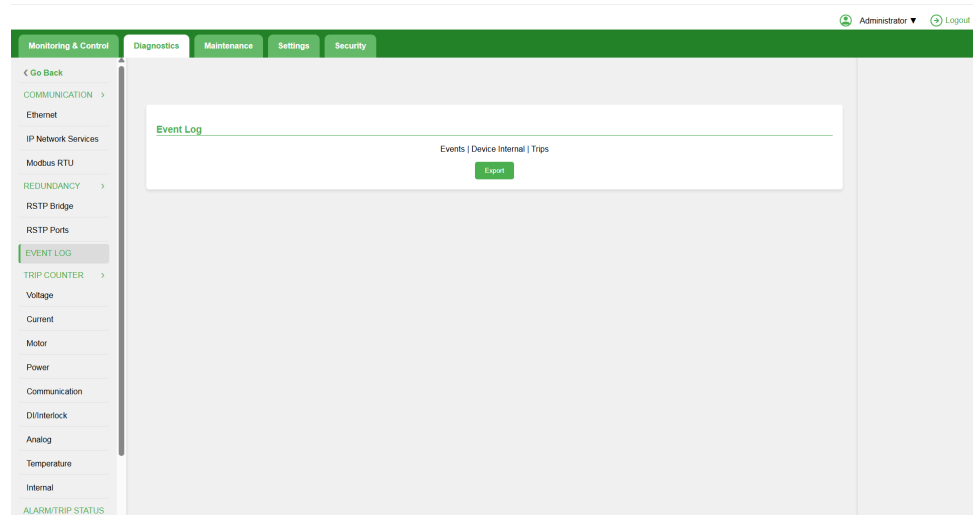 Administrator ▼ Logout
Monitoring & Control Diagnostics Maintenance Settings Security
Go Back
COMMUNICATION
Ethernet
IP Network Services
Modbus RTU
REDUNDANCY
RSTP Bridge
RSTP Ports
EVENT LOG
TRIP COUNTER
Voltage
Current
Motor
Power
Communication
DI/Interlock
Analog
Temperature
Internal
ALARM/TRIP STATUS
Event Log
Events | Device Internal | Trips
Export